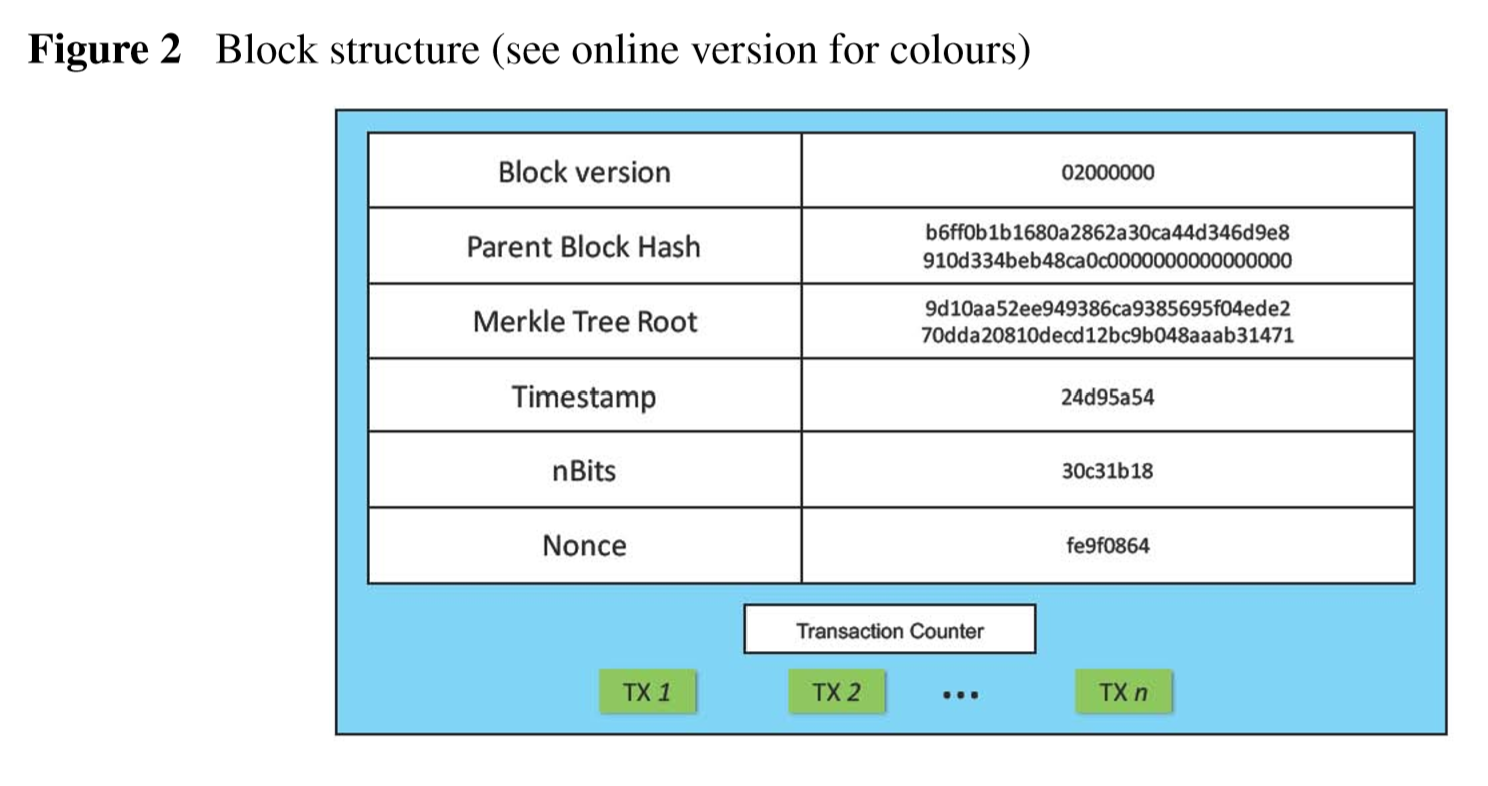 Figure 2 Block structure (see online version for colours)
Block version 02000000
Parent Block Hash b6ff0b1b1680a2862a30ca44d346d9e8
910d334beb48ca0c0000000000000000
Merkle Tree Root 9d10aa52ee949386ca9385695f04ede2
70dda20810decd12bc9b048aaab31471
Timestamp 24d95a54
nBits 30c31b18
Nonce fe9f0864
Transaction Counter
TX 1 TX 2 ... TX n